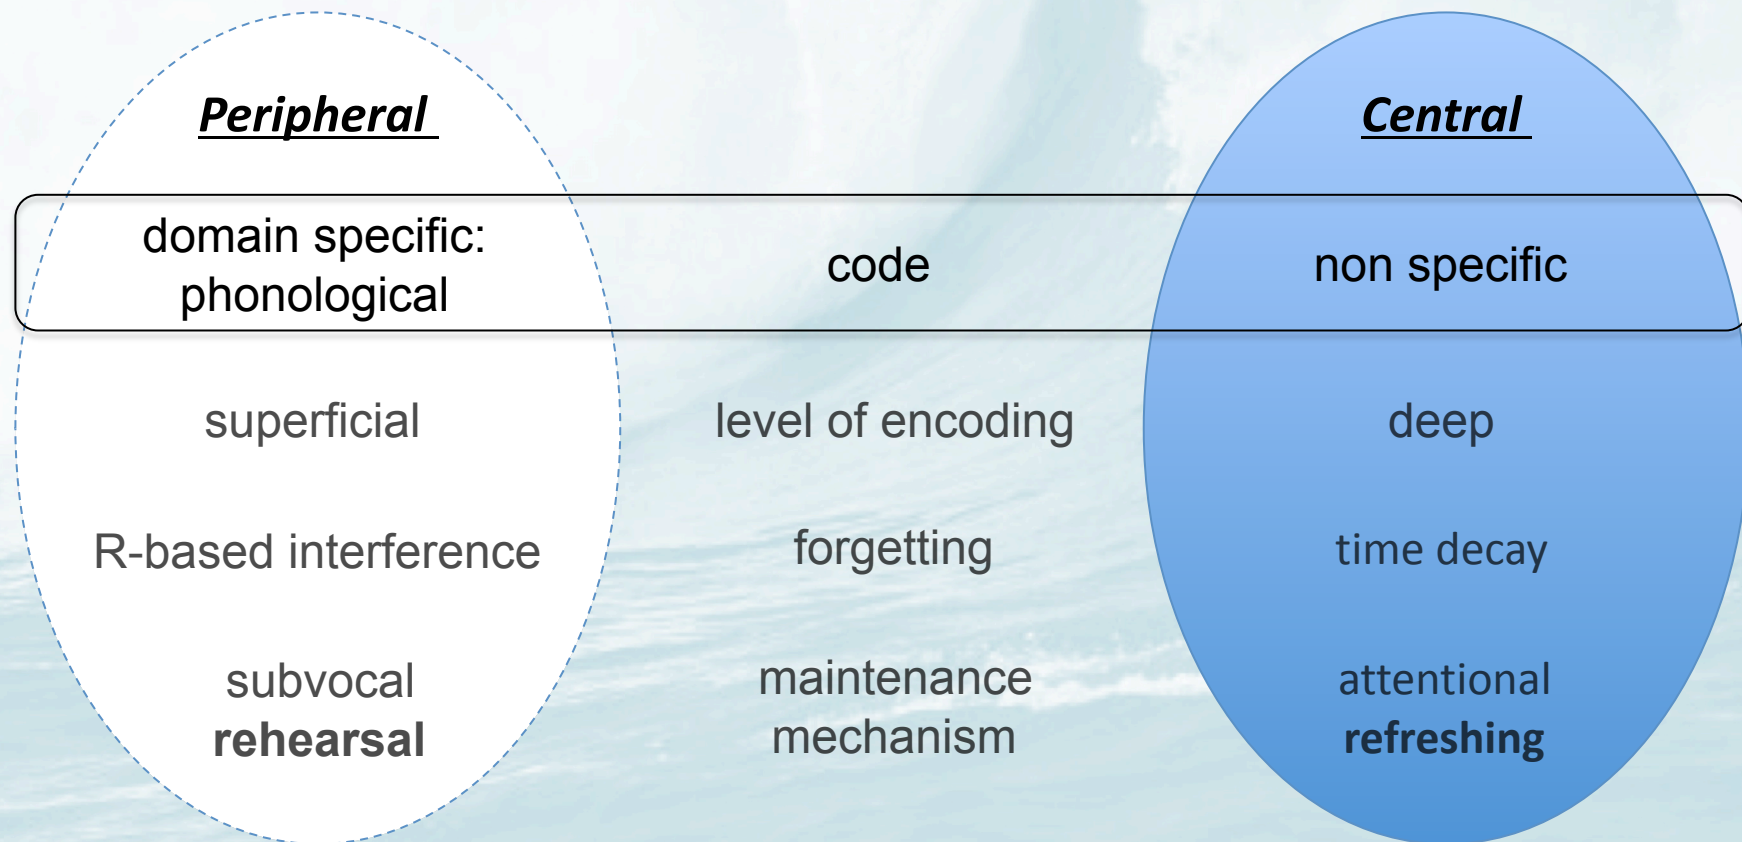 Peripheral
Central
domain specific:
phonological
code
non specific
superficial
level of encoding
deep
R-based interference
forgetting
time decay
subvocal
rehearsal
maintenance
mechanism
attentional
refreshing